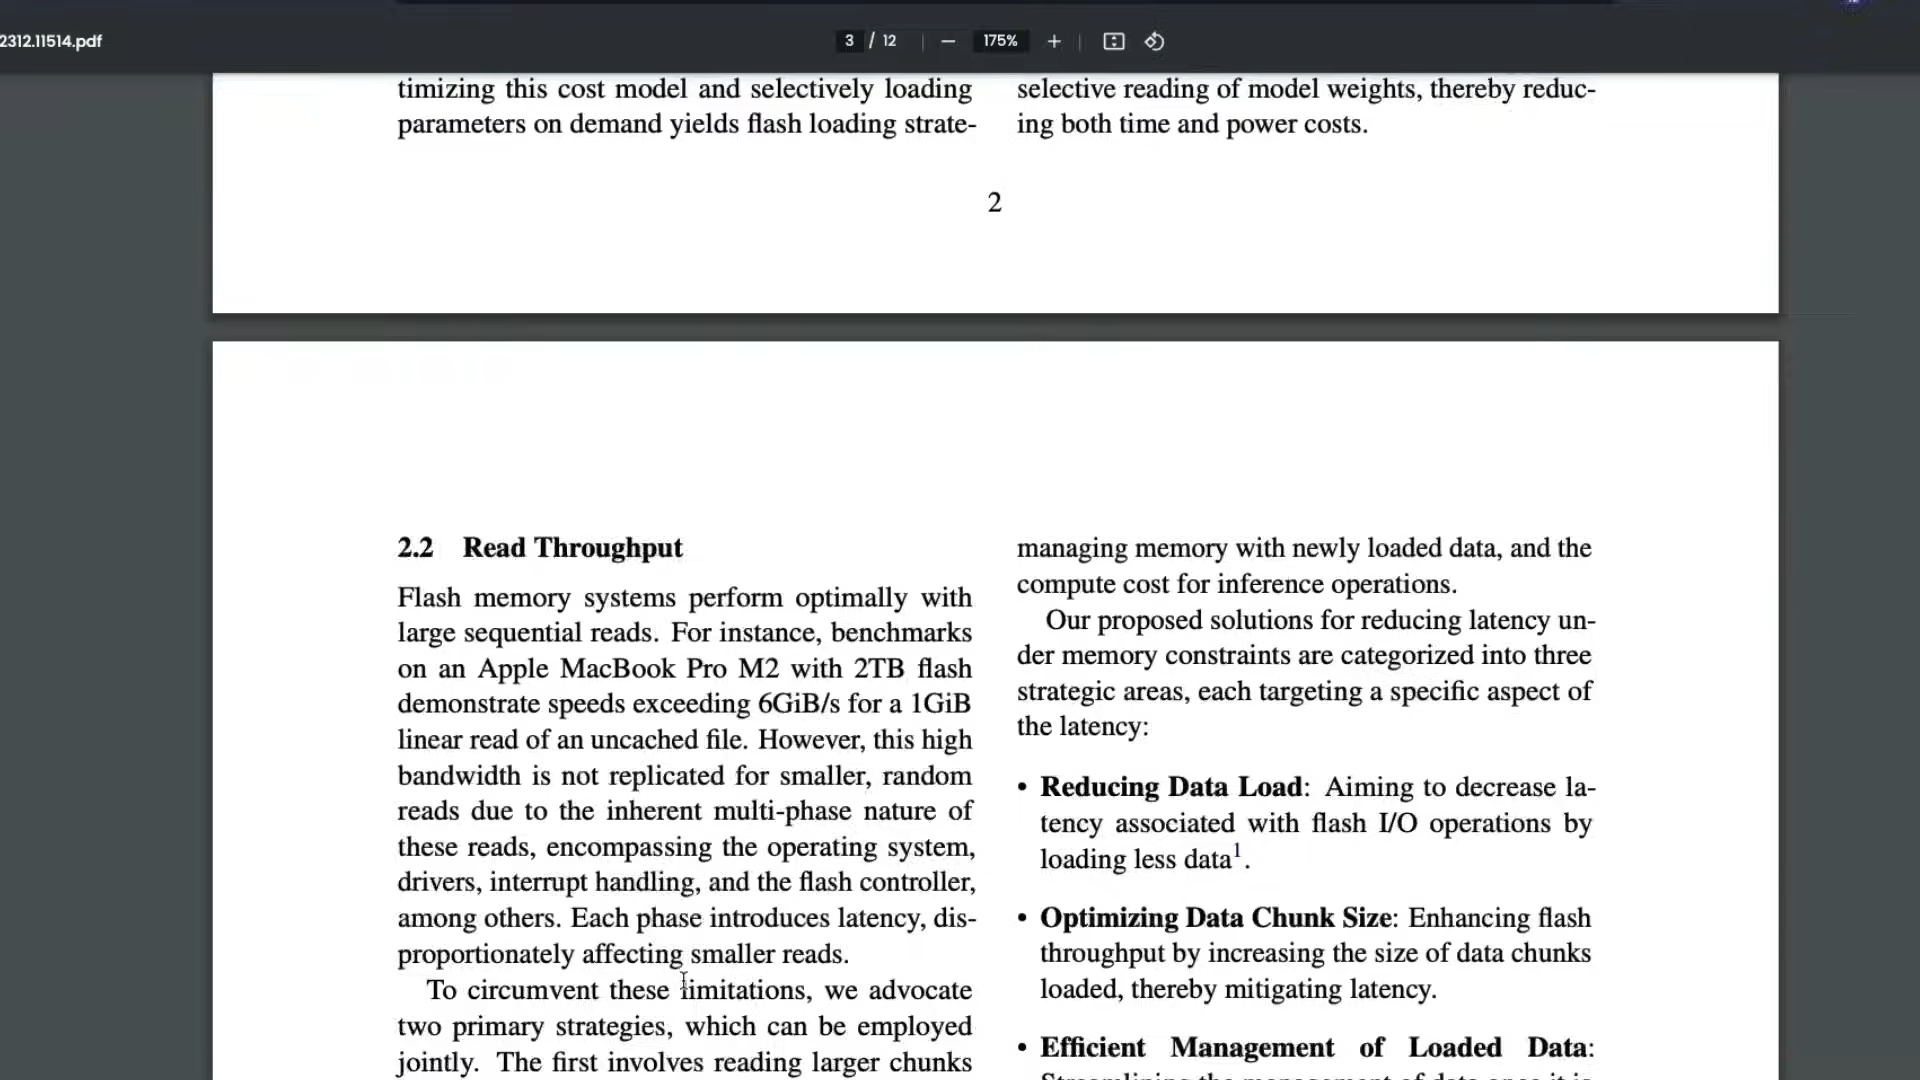 2312.11514.pdf
3 / 12
175%
timizing this cost model and selectively loading
parameters on demand yields flash loading strate-
selective reading of model weights, thereby reduc-
ing both time and power costs.
2
2.2 Read Throughput
Flash memory systems perform optimally with
large sequential reads. For instance, benchmarks
on an Apple MacBook Pro M2 with 2TB flash
demonstrate speeds exceeding 6GiB/s for a 1GiB
linear read of an uncached file. However, this high
bandwidth is not replicated for smaller, random
reads due to the inherent multi-phase nature of
these reads, encompassing the operating system,
drivers, interrupt handling, and the flash controller,
among others. Each phase introduces latency, dis-
proportionately affecting smaller reads.
To circumvent these limitations, we advocate
two primary strategies, which can be employed
jointly. The first involves reading larger chunks
managing memory with newly loaded data, and the
compute cost for inference operations.
Our proposed solutions for reducing latency un-
der memory constraints are categorized into three
strategic areas, each targeting a specific aspect of
the latency:
• Reducing Data Load: Aiming to decrease la-
tency associated with flash I/O operations by
loading less data1.
• Optimizing Data Chunk Size: Enhancing flash
throughput by increasing the size of data chunks
loaded, thereby mitigating latency.
• Efficient Management of Loaded Data: